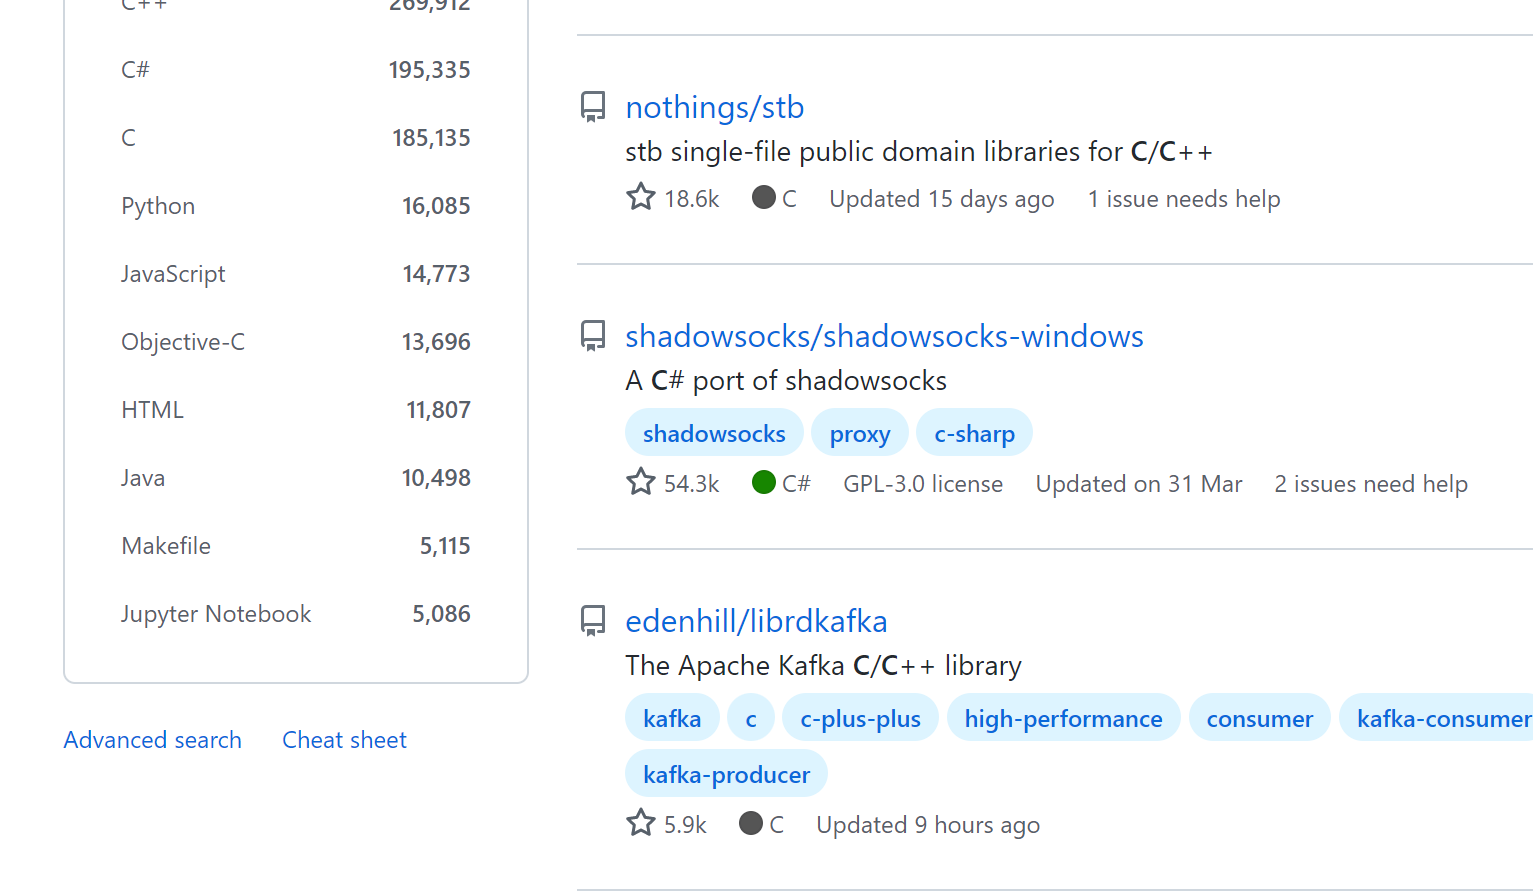 C++ 269,912
C# 195,335
C 185,135
Python 16,085
JavaScript 14,773
Objective-C 13,696
HTML 11,807
Java 10,498
Makefile 5,115
Jupyter Notebook 5,086
Advanced search Cheat sheet
nothings/stb
stb single-file public domain libraries for C/C++
18.6k C Updated 15 days ago 1 issue needs help
shadowsocks/shadowsocks-windows
A C# port of shadowsocks
shadowsocks proxy c-sharp
54.3k C# GPL-3.0 license Updated on 31 Mar 2 issues need help
edenhill/librdkafka
The Apache Kafka C/C++ library
kafka c c-plus-plus high-performance consumer kafka-consumer
kafka-producer
5.9k C Updated 9 hours ago